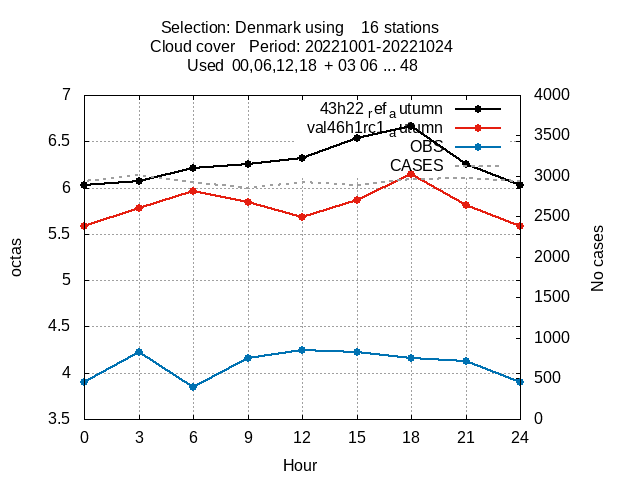 Selection: Denmark using    16 stations
Cloud cover   Period: 20221001-20221024
Used  00,06,12,18  + 03 06 ... 48
7
6.5
6
5.5
5
4.5
4
3.5
octas
4000
3500
3000
2500
2000
1500
1000
500
0
No cases
43h22_ref_autumn
val46h1rc1_autumn
OBS
CASES
0 3 6 9 12 15 18 21 24
Hour